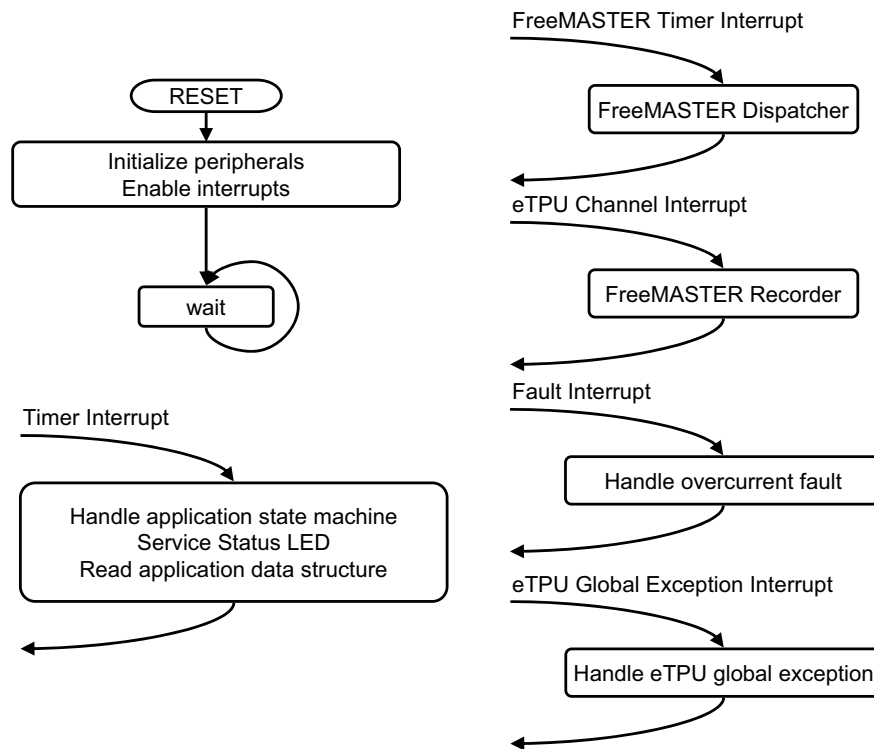 RESET
Initialize peripherals
Enable interrupts
wait
Timer Interrupt
Handle application state machine
Service Status LED
Read application data structure
FreeMASTER Timer Interrupt
FreeMASTER Dispatcher
eTPU Channel Interrupt
FreeMASTER Recorder
Fault Interrupt
Handle overcurrent fault
eTPU Global Exception Interrupt
Handle eTPU global exception